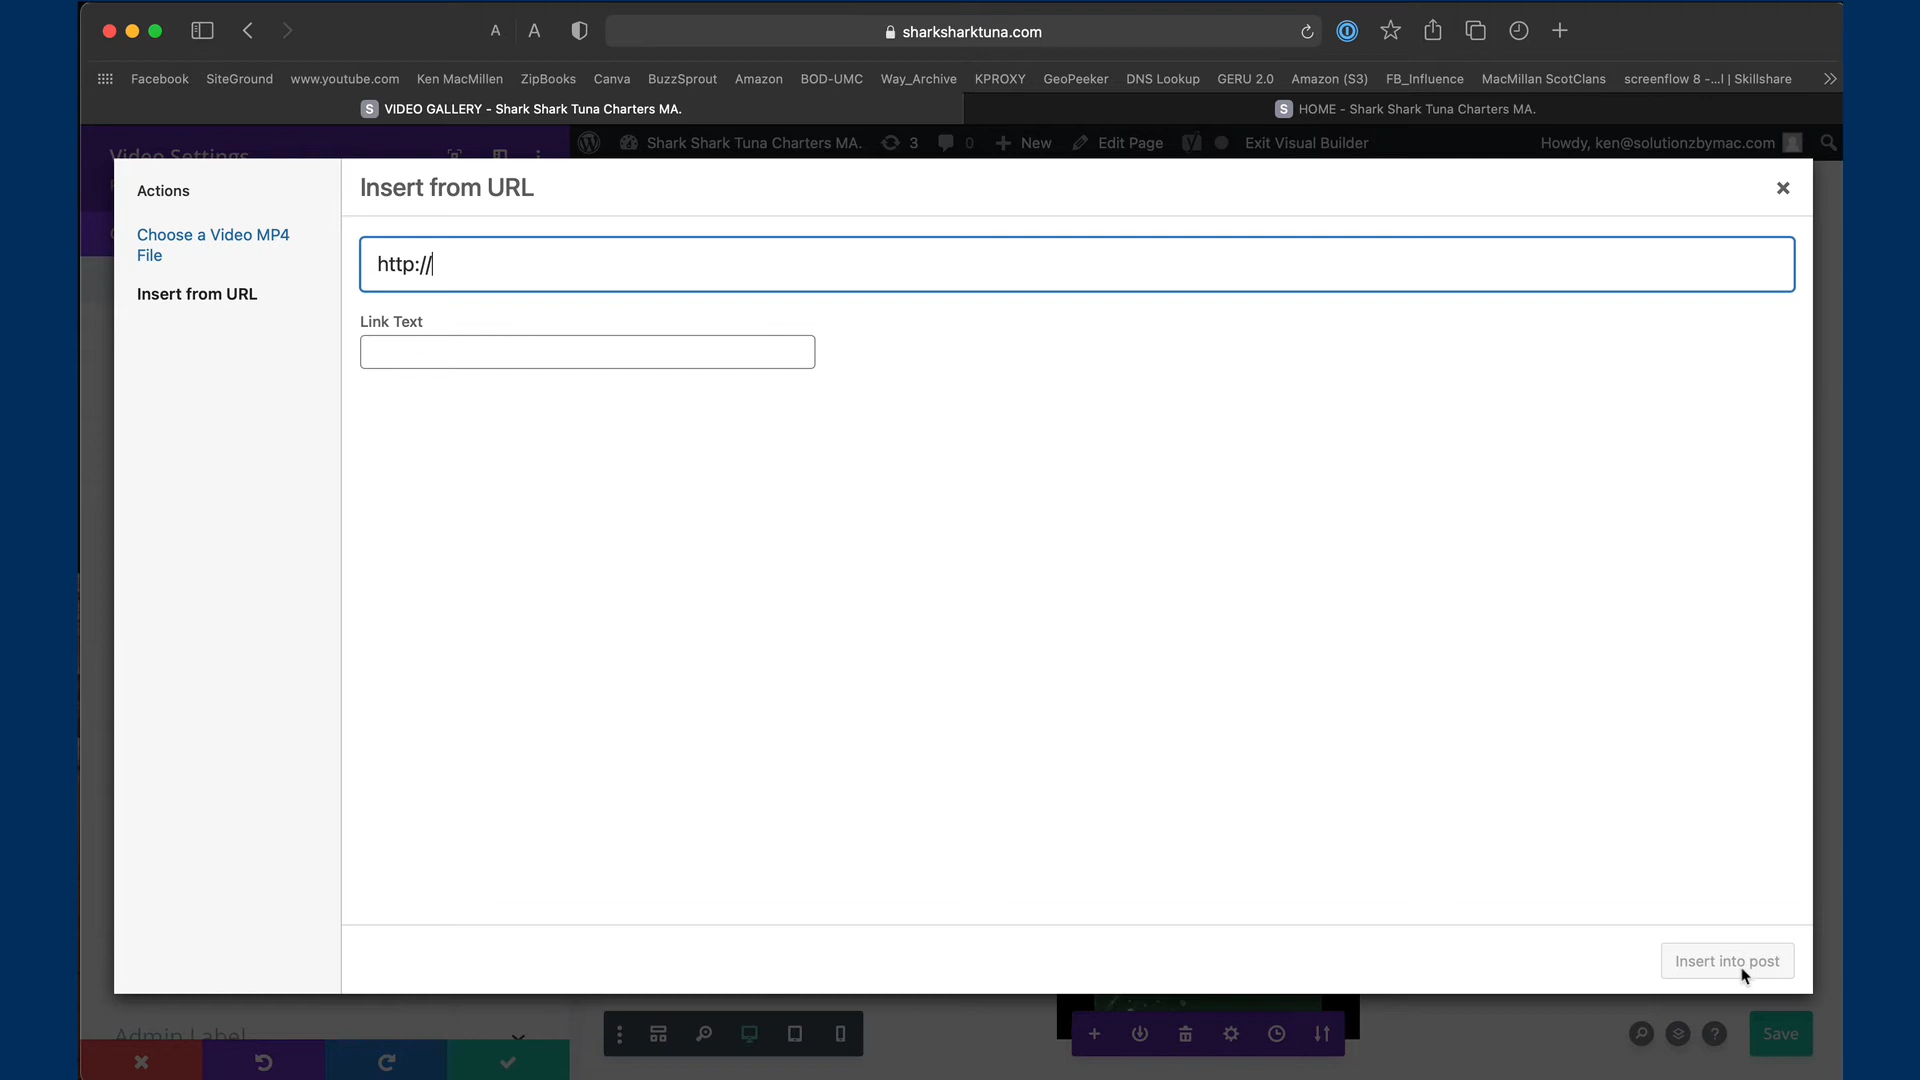 A A sharksharktuna.com
Facebook SiteGround www.youtube.com Ken MacMillen ZipBooks Canva BuzzSprout Amazon BOD-UMC Way_Archive KPROXY GeoPeeker DNS Lookup GERU 2.0 Amazon (S3) FB_Influence MacMillan ScotClans screenflow 8 -...l | Skillshare
S VIDEO GALLERY - Shark Shark Tuna Charters MA. S HOME - Shark Shark Tuna Charters MA.
Video Settings Shark Shark Tuna Charters MA. 3 0 New Edit Page Exit Visual Builder Howdy, ken@solutionzbymac.com
Actions
Insert from URL
Choose a Video MP4
File
Insert from URL
http://
Link Text
Insert into post
Admin Label
? Save